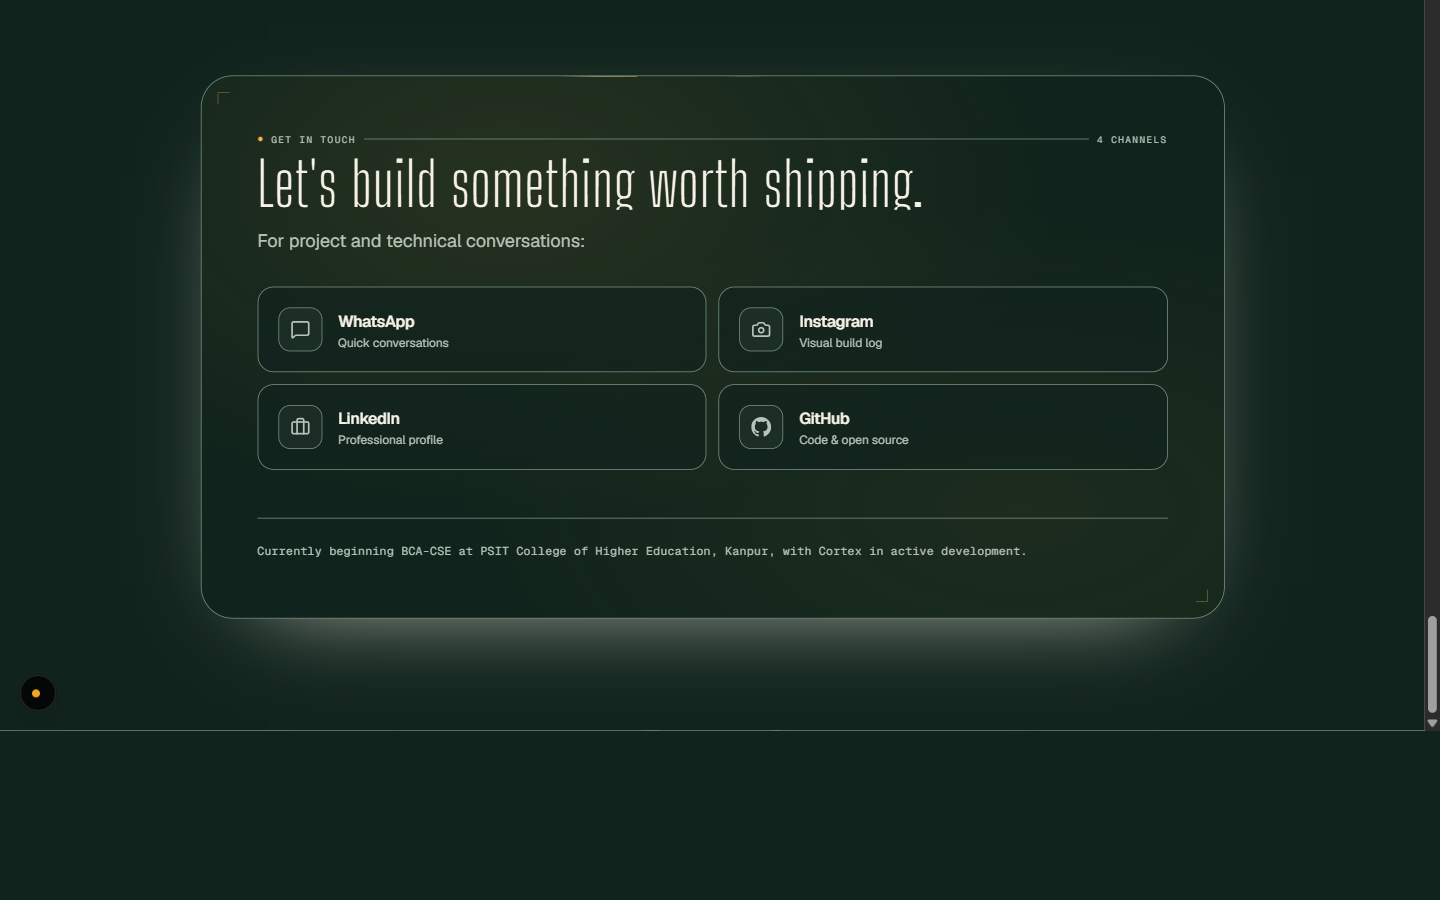 GET IN TOUCH 4 CHANNELS
Let's build something worth shipping.
For project and technical conversations:
WhatsApp
Quick conversations
Instagram
Visual build log
LinkedIn
Professional profile
GitHub
Code & open source
Currently beginning BCA-CSE at PSIT College of Higher Education, Kanpur, with Cortex in active development.